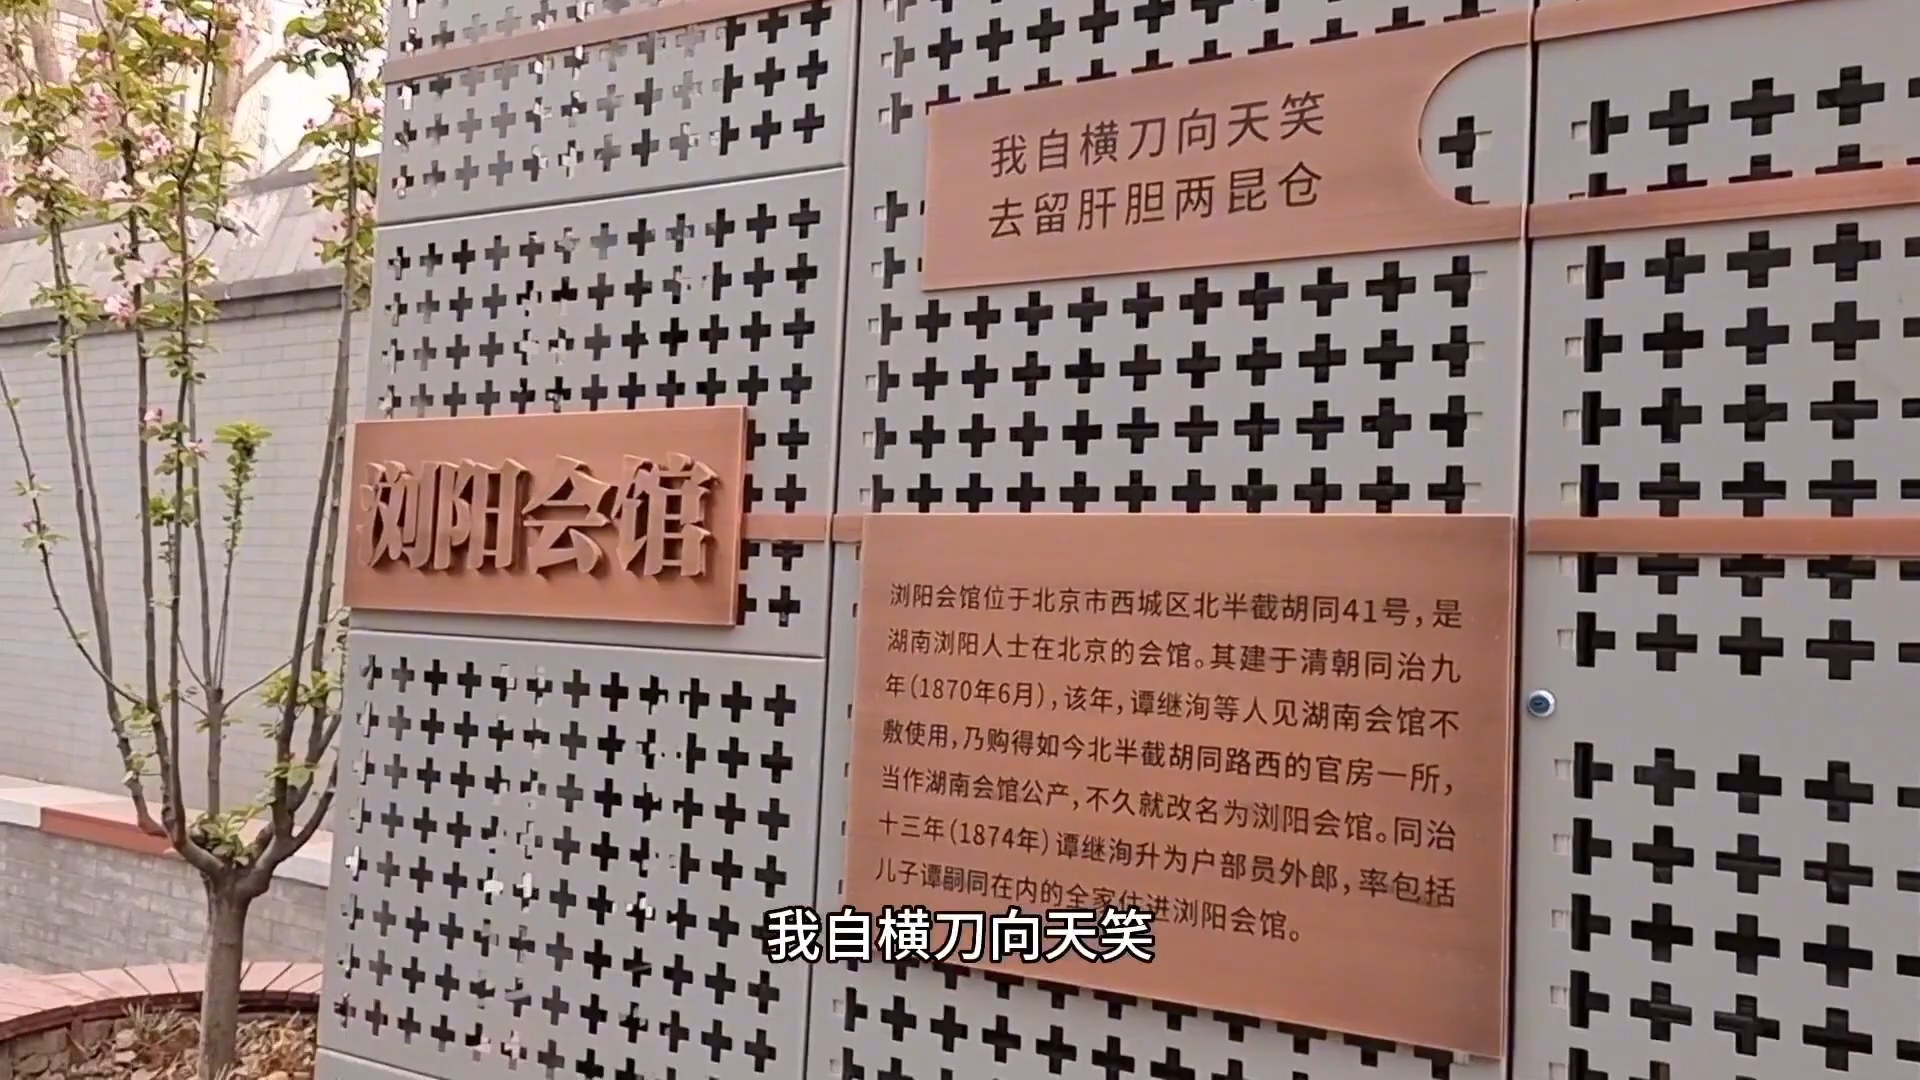 我自横刀向天笑
去留肝胆两昆仑
浏阳会馆
浏阳会馆位于北京市西城区北半截胡同41号，是
湖南浏阳人士在北京的会馆。其建于清朝同治九
年（1870年6月），该年，谭继洵等人见湖南会馆不
敷使用，乃购得如今北半截胡同路西的官房一所，
当作湖南会馆公产，不久就改名为浏阳会馆。同治
十三年（1874年）谭继洵升为户部员外郎，率包括
儿子谭嗣同在内的全家住进浏阳会馆。
我自横刀向天笑